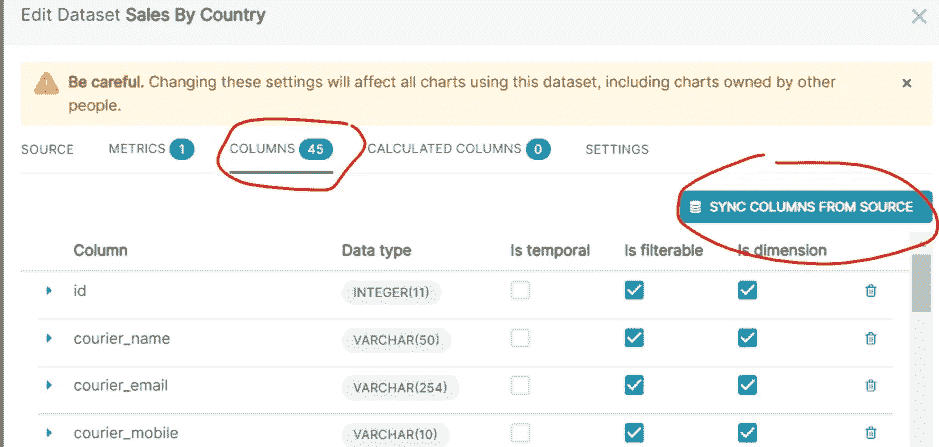 Edit Dataset Sales By Country
Be careful. Changing these settings will affect all charts using this dataset, including charts owned by other
people.
SOURCE METRICS 1 COLUMNS 45 CALCULATED COLUMNS 0 SETTINGS
SYNC COLUMNS FROM SOURCE
Column Data type Is temporal Is filterable Is dimension
id INTEGER(11)
courier_name VARCHAR(50)
courier_email VARCHAR(254)
courier_mobile VARCHAR(10)